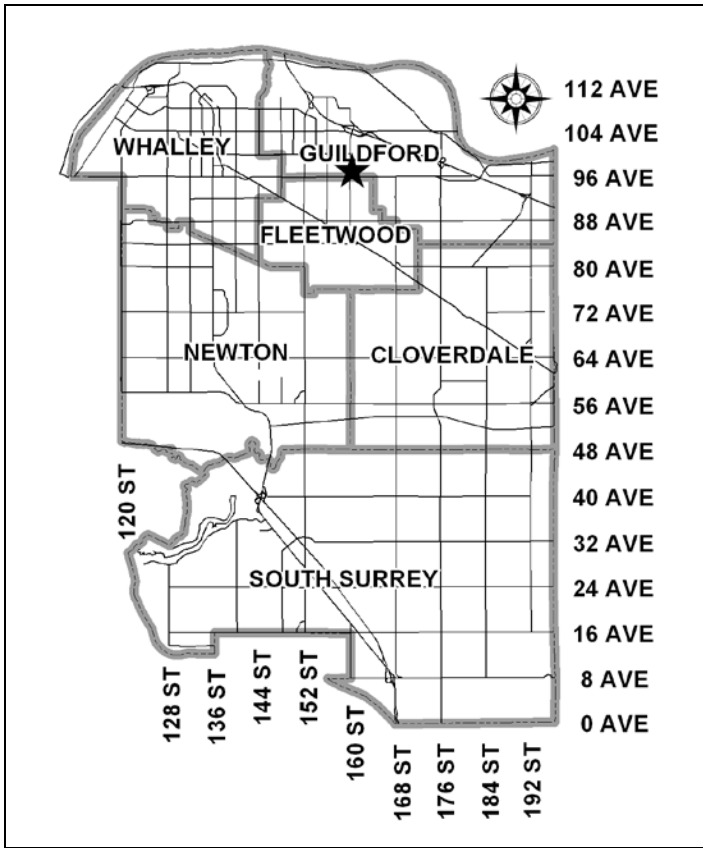 112 AVE
104 AVE
WHALLEY
GUILDFORD
96 AVE
88 AVE
FLEETWOOD
80 AVE
72 AVE
NEWTON
CLOVERDALE
64 AVE
56 AVE
48 AVE
120 ST
40 AVE
32 AVE
SOUTH SURREY
24 AVE
16 AVE
128 ST
136 ST
144 ST
152 ST
8 AVE
160 ST
0 AVE
168 ST
176 ST
184 ST
192 ST